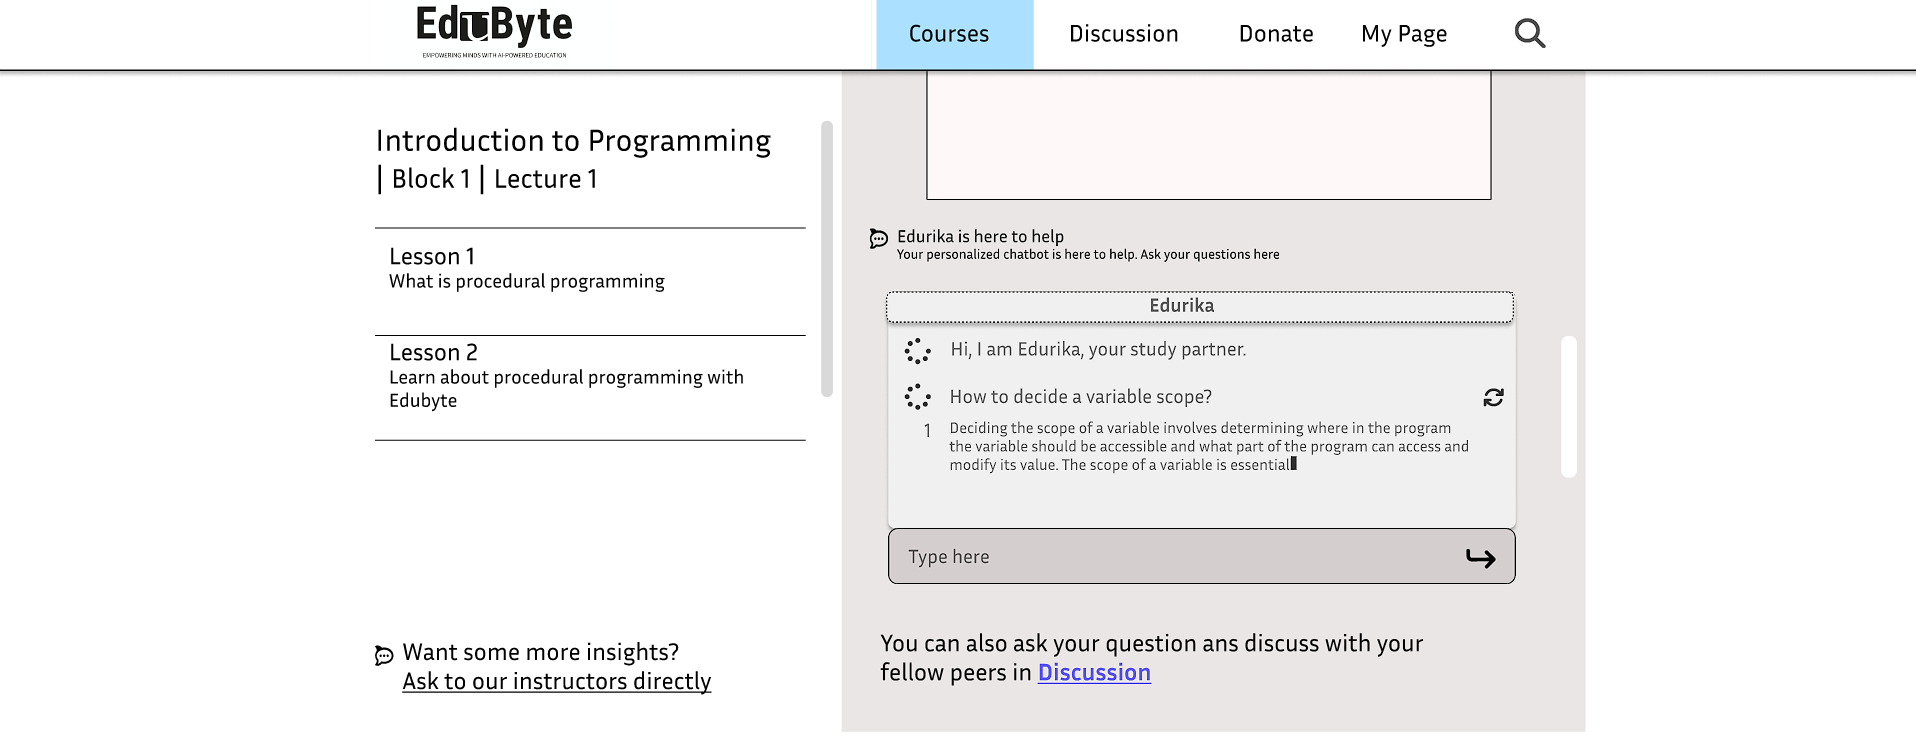 EduByte
EMPOWERING MINDS WITH AI-POWERED EDUCATION
Courses
Discussion
Donate
My Page
Introduction to Programming
| Block 1 | Lecture 1
Lesson 1
What is procedural programming
Lesson 2
Learn about procedural programming with
Edubyte
Want some more insights?
Ask to our instructors directly
Edurika is here to help
Your personalized chatbot is here to help. Ask your questions here
Edurika
Hi, I am Edurika, your study partner.
How to decide a variable scope?
1 Deciding the scope of a variable involves determining where in the program
the variable should be accessible and what part of the program can access and
modify its value. The scope of a variable is essential
Type here
You can also ask your question ans discuss with your
fellow peers in Discussion